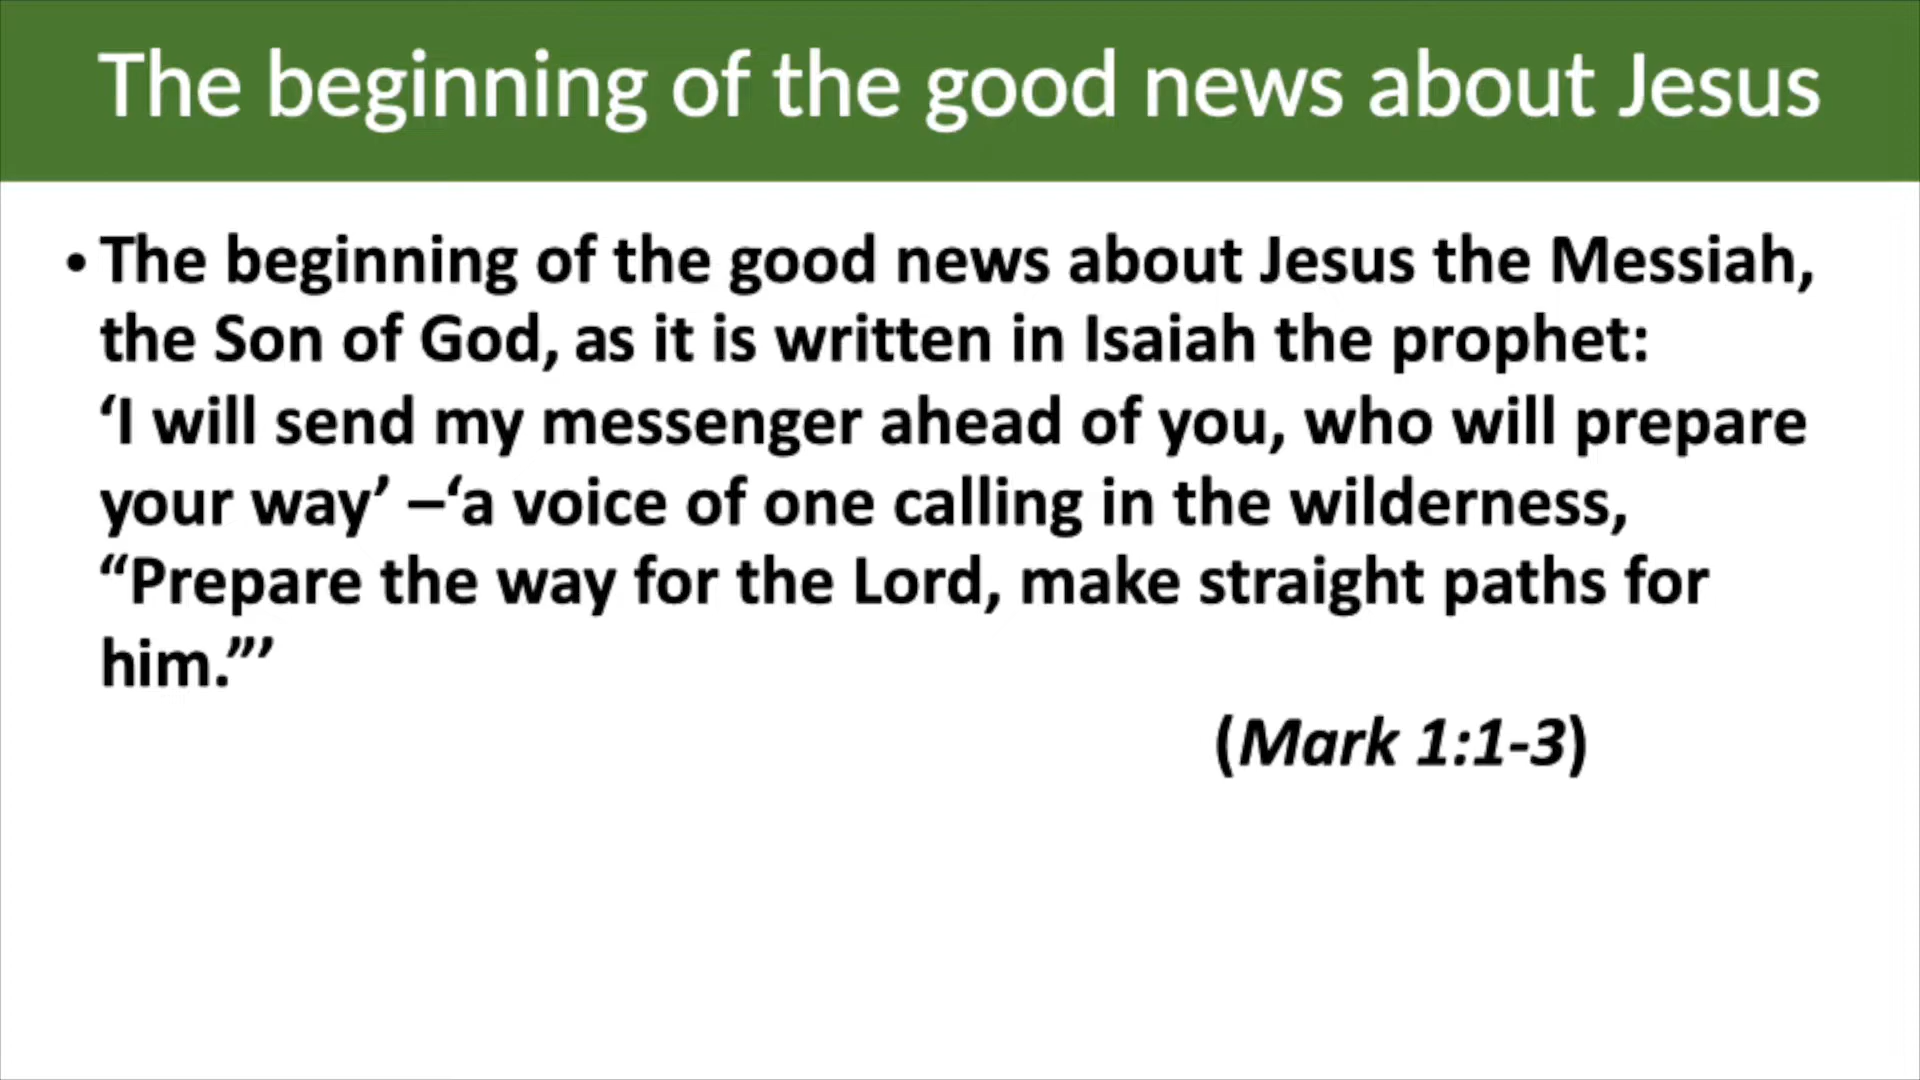 The beginning of the good news about Jesus
• The beginning of the good news about Jesus the Messiah,
the Son of God, as it is written in Isaiah the prophet:
‘I will send my messenger ahead of you, who will prepare
your way’ –‘a voice of one calling in the wilderness,
“Prepare the way for the Lord, make straight paths for
him.”’
(Mark 1:1-3)